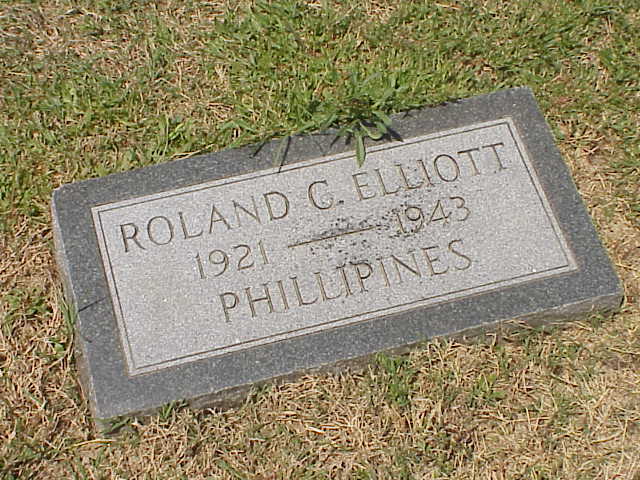 ROLAND C. ELLIOTT
1921 — 1943
PHILLIPINES